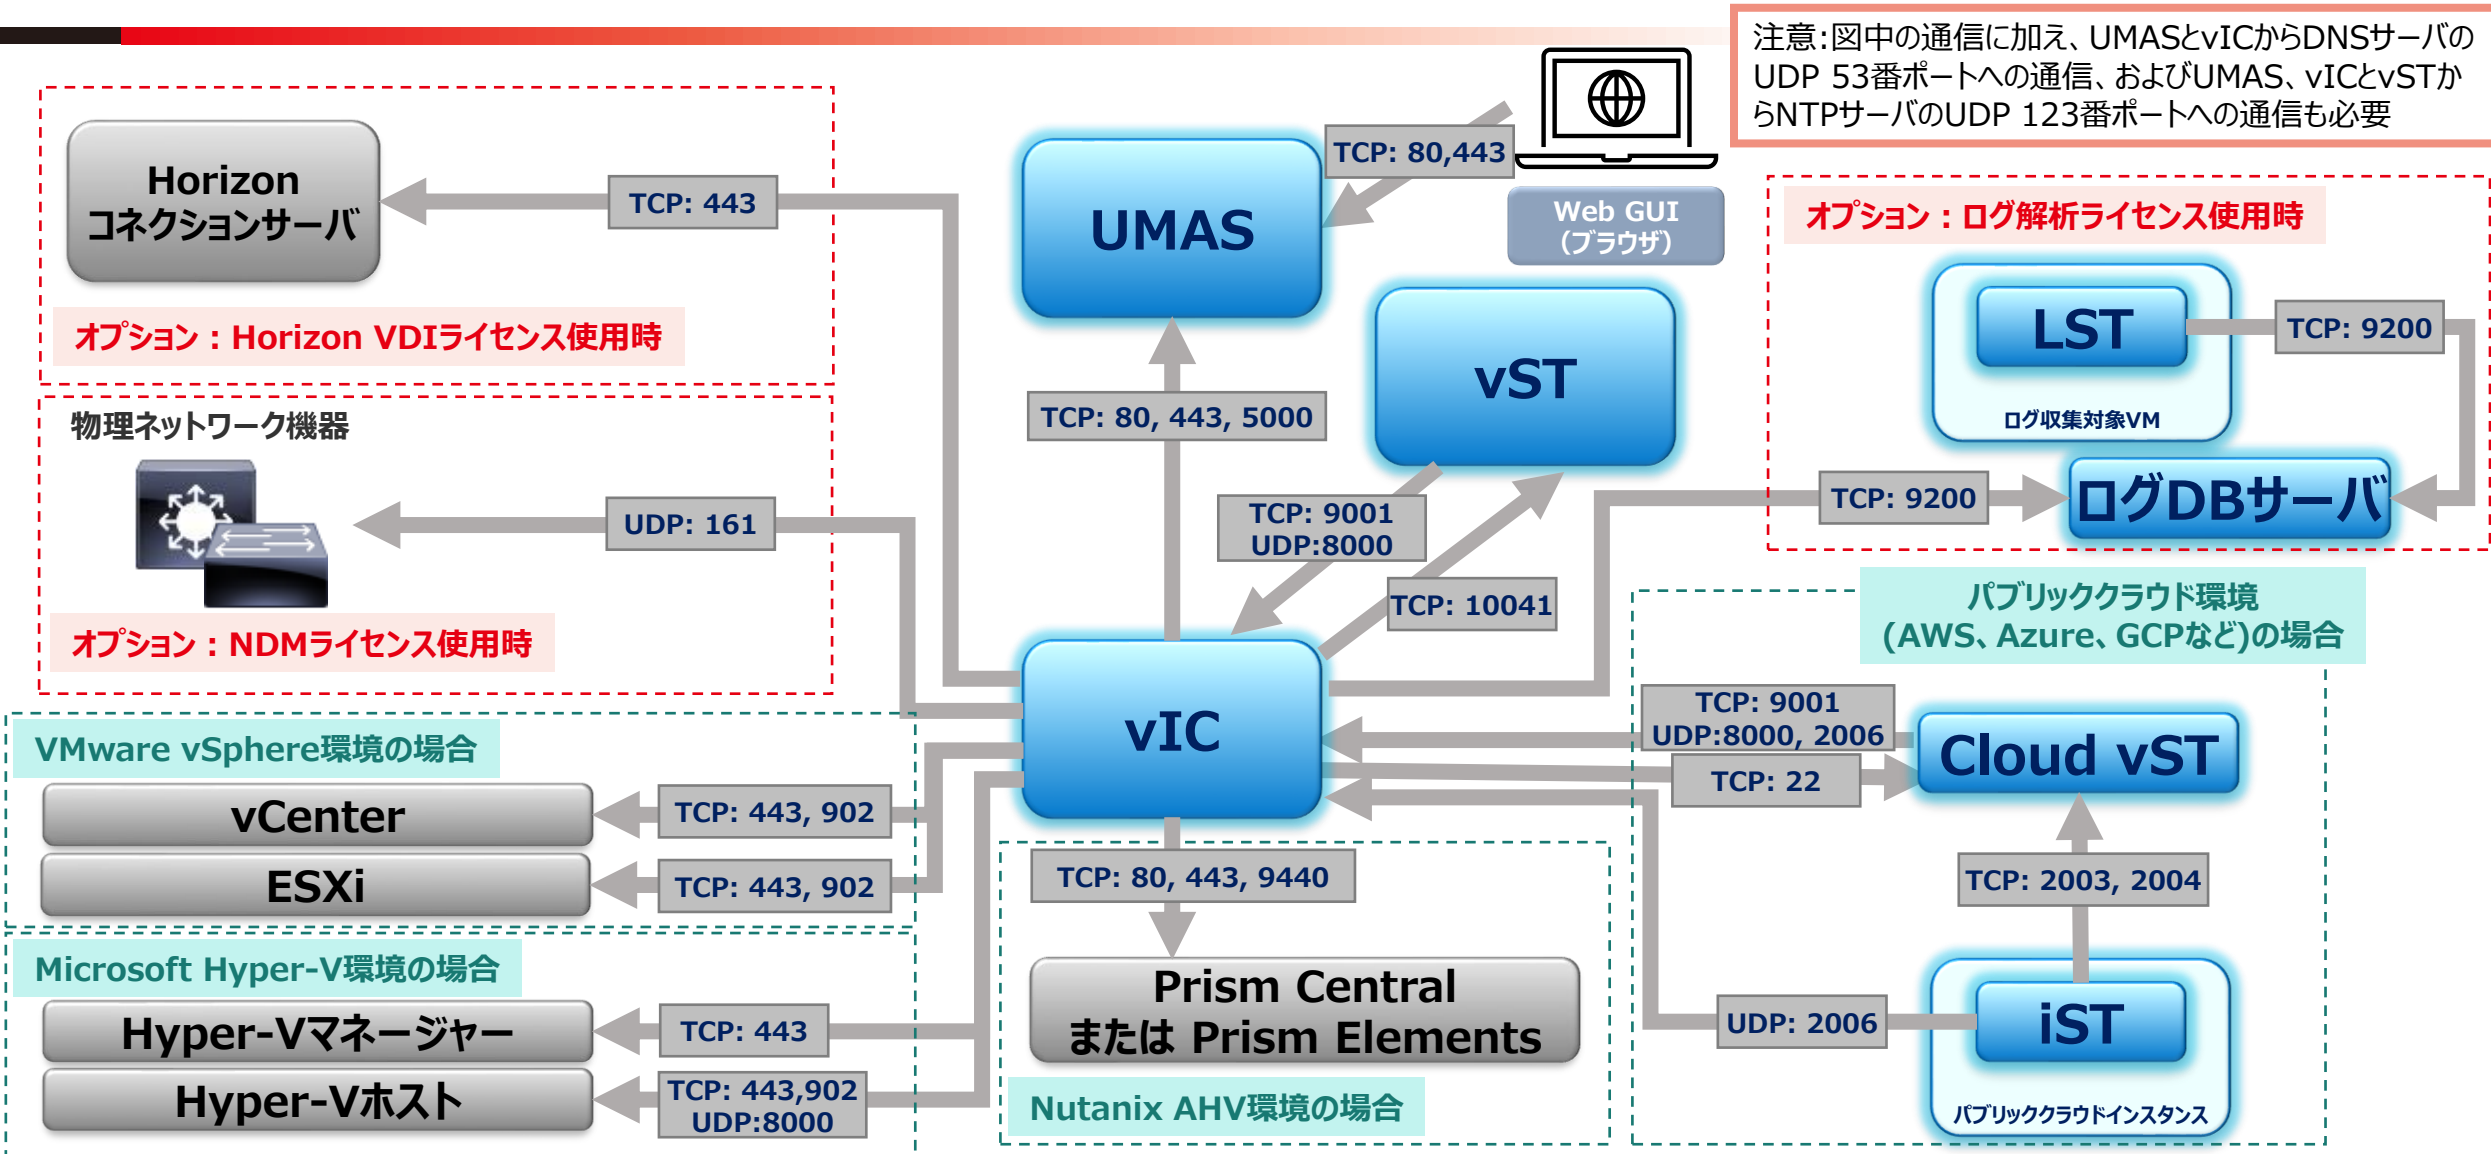 注意:図中の通信に加え、UMASとvICからDNSサーバの
UDP 53番ポートへの通信、およびUMAS、vICとvSTか
らNTPサーバのUDP 123番ポートへの通信も必要
Horizon
コネクションサーバ
TCP: 443
オプション：Horizon VDIライセンス使用時
UMAS
TCP: 80,443
Web GUI
（ブラウザ）
オプション：ログ解析ライセンス使用時
LST
TCP: 9200
ログ収集対象VM
TCP: 9200
ログDBサーバ
vST
TCP: 80, 443, 5000
TCP: 9001
UDP:8000
TCP: 10041
物理ネットワーク機器
UDP: 161
オプション：NDMライセンス使用時
パブリッククラウド環境
(AWS、Azure、GCPなど)の場合
vIC
TCP: 9001
UDP:8000, 2006
Cloud vST
TCP: 22
TCP: 2003, 2004
UDP: 2006
iST
パブリッククラウドインスタンス
VMware vSphere環境の場合
vCenter
TCP: 443, 902
ESXi
TCP: 443, 902
Microsoft Hyper-V環境の場合
Hyper-Vマネージャー
TCP: 443
Hyper-Vホスト
TCP: 443,902
UDP:8000
TCP: 80, 443, 9440
Prism Central
または Prism Elements
Nutanix AHV環境の場合